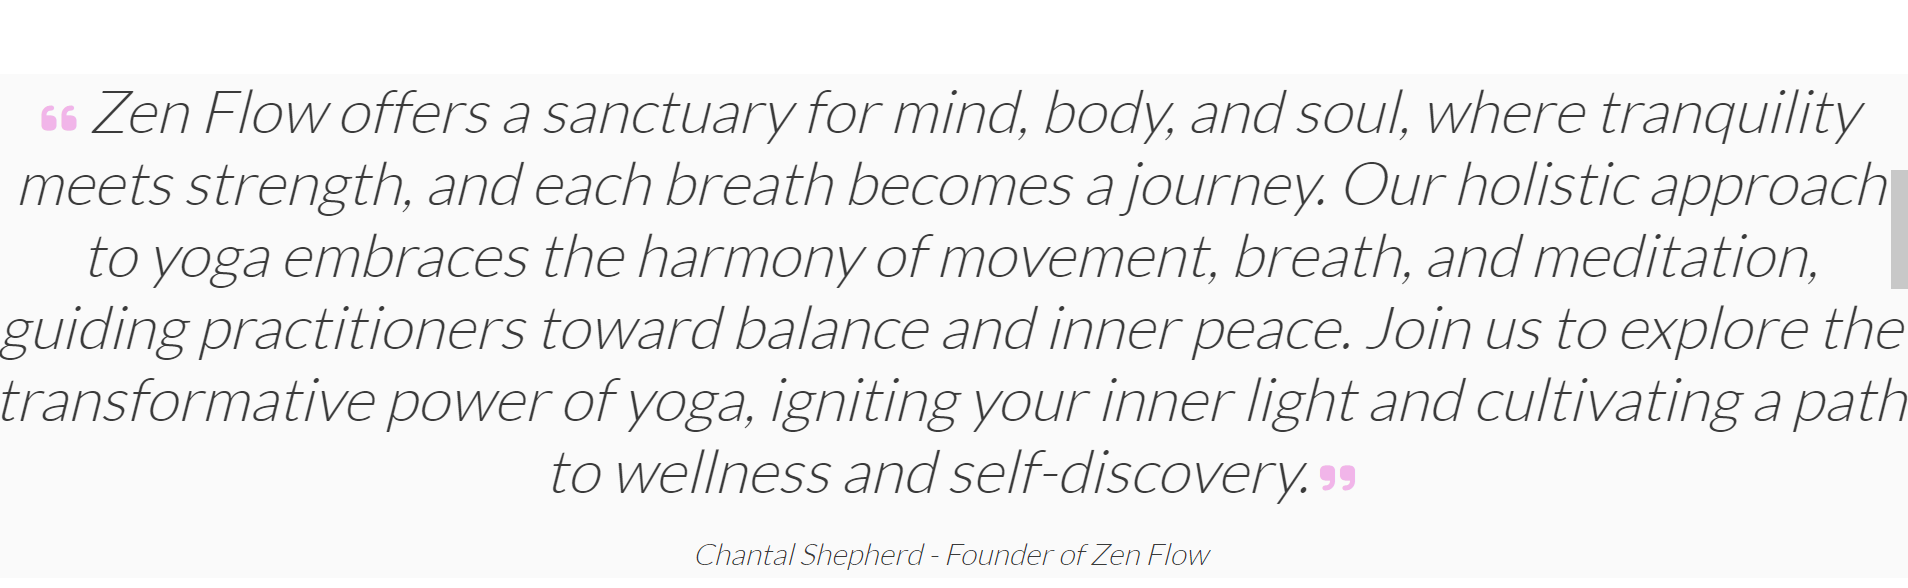 ❝ Zen Flow offers a sanctuary for mind, body, and soul, where tranquility
meets strength, and each breath becomes a journey. Our holistic approach
to yoga embraces the harmony of movement, breath, and meditation,
guiding practitioners toward balance and inner peace. Join us to explore the
transformative power of yoga, igniting your inner light and cultivating a path
to wellness and self-discovery. ❞
Chantal Shepherd - Founder of Zen Flow